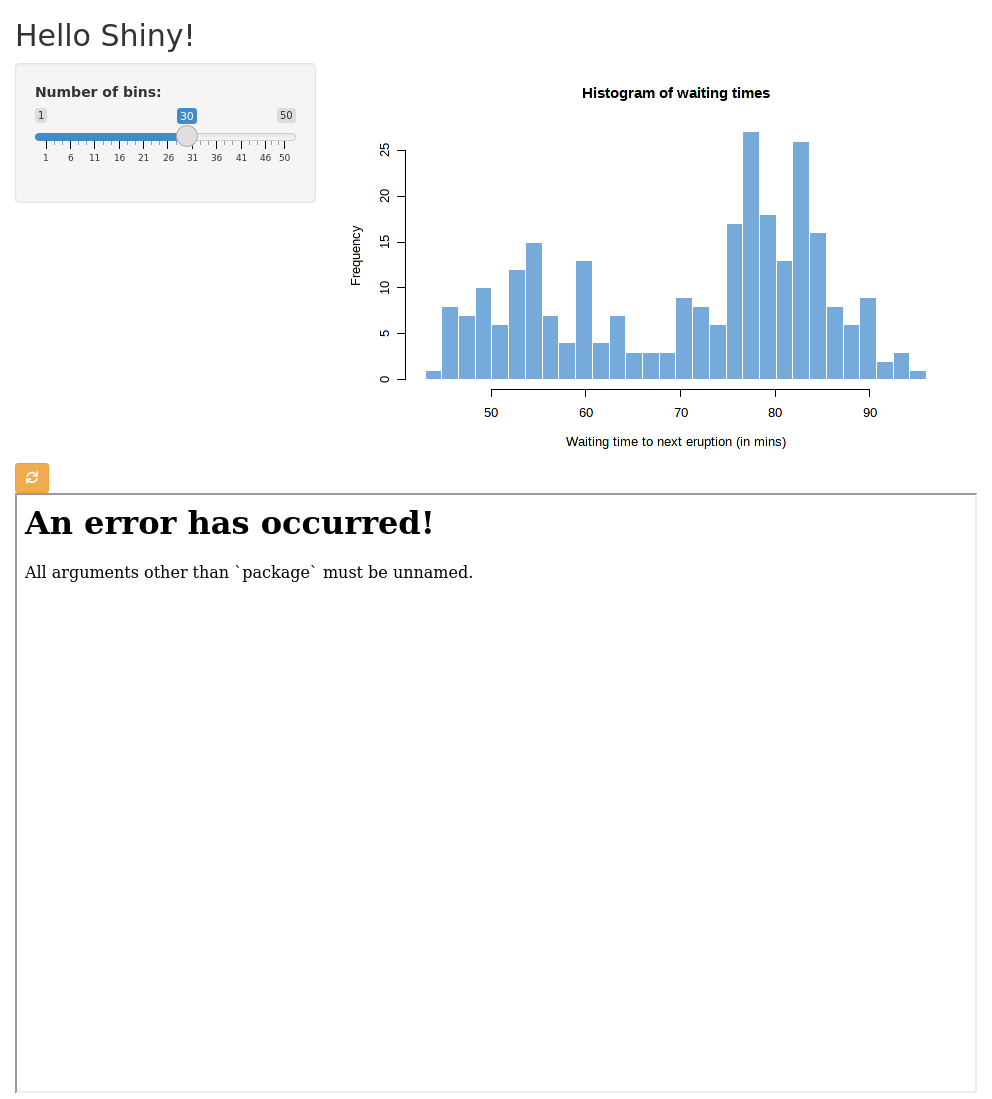 Hello Shiny!
Number of bins:
1 30 50
1 6 11 16 21 26 31 36 41 46 50
Histogram of waiting times
Frequency
25
20
15
10
5
0
50 60 70 80 90
Waiting time to next eruption (in mins)
An error has occurred!
All arguments other than `package` must be unnamed.